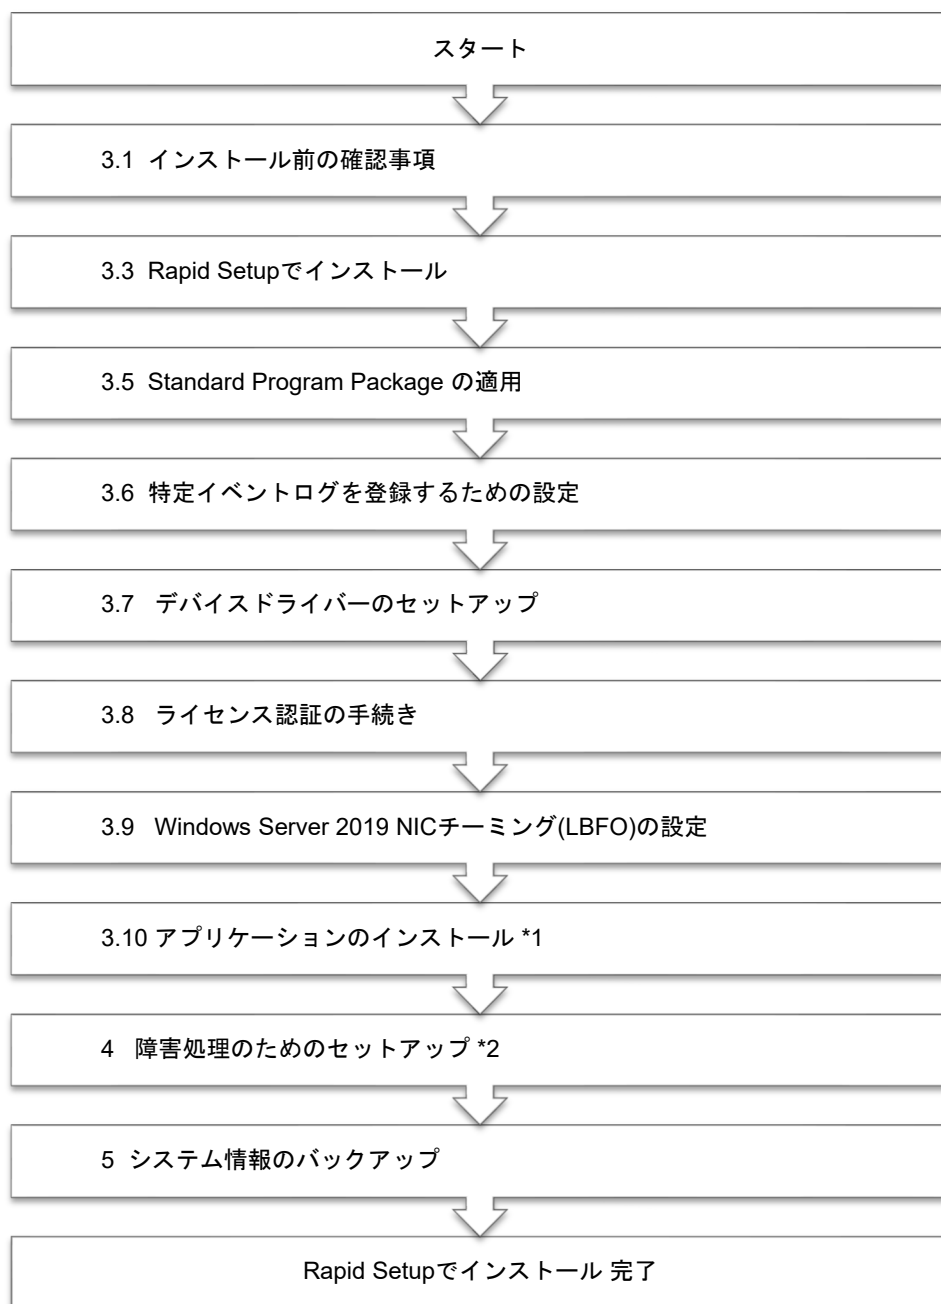 スタート
3.1 インストール前の確認事項
3.3 Rapid Setupでインストール
3.5 Standard Program Package の適用
3.6 特定イベントログを登録するための設定
3.7 デバイスドライバーのセットアップ
3.8 ライセンス認証の手続き
3.9 Windows Server 2019 NICチーミング(LBFO)の設定
3.10 アプリケーションのインストール *1
4 障害処理のためのセットアップ *2
5 システム情報のバックアップ
Rapid Setupでインストール 完了